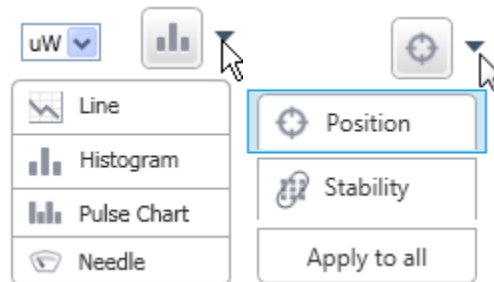 uW
Line
Histogram
Pulse Chart
Needle
Position
Stability
Apply to all